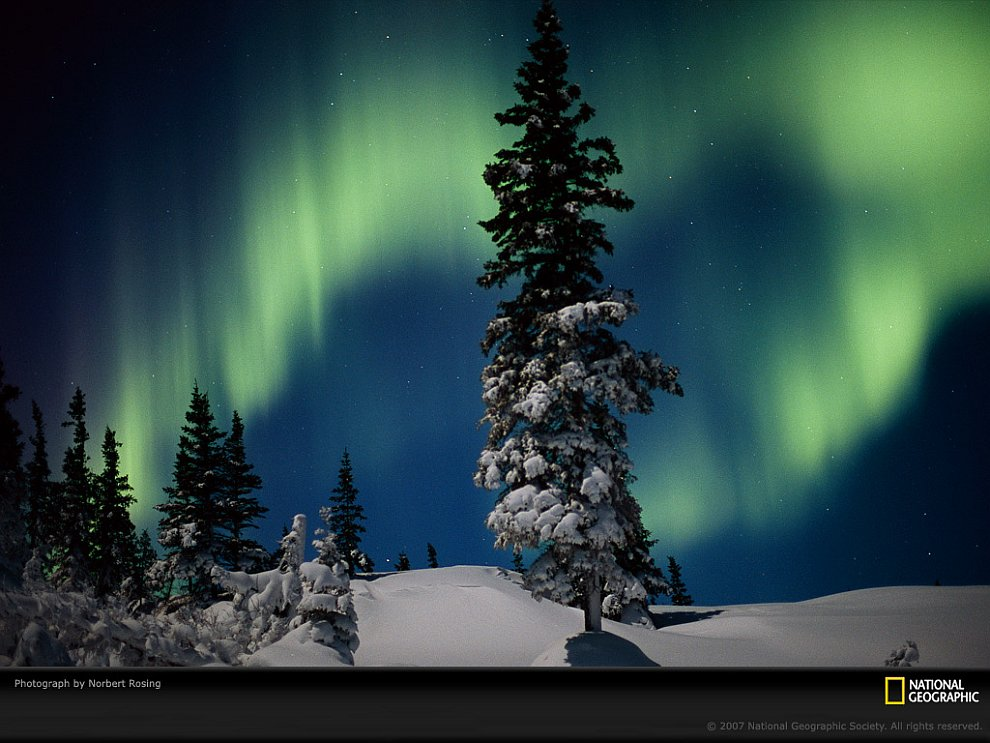 Photograph by Norbert Rosing
NATIONAL
GEOGRAPHIC
© 2007 National Geographic Society. All rights reserved.